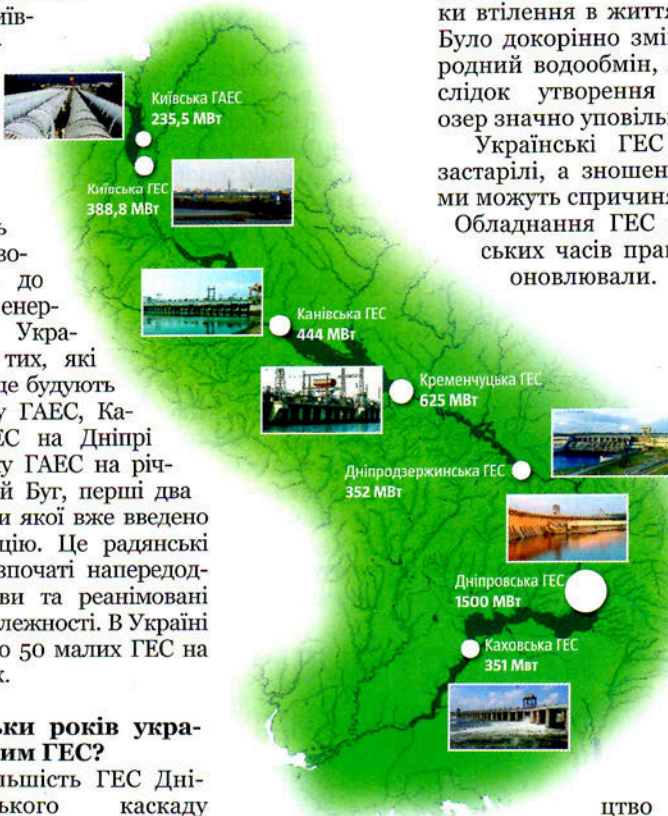 иїв-
Київська ГАЕС
235,5 МВт
Київська ГЕС
388,8 МВт
Канівська ГЕС
444 МВт
Кременчуцька ГЕС
625 МВт
Дніпродзержинська ГЕС
352 МВт
Дніпровська ГЕС
1500 МВт
Каховська ГЕС
351 МВт
ь
во-
до
енер-
Укра-
тих, які
це будують
у ГАЕС, Ка-
ЕС на Дніпрі
ку ГАЕС на річ-
й Буг, перші два
и якої вже введено
цію. Це радянські
зпочаті напередод-
ви та реанімовані
лежності. В Україні
о 50 малих ГЕС на
х.
ьки років укра-
им ГЕС?
льшість ГЕС Дні-
ького каскаду
ки втілення в життя
Було докорінно змі
родний водообмін,
слідок утворення
озер значно уповіль
Українські ГЕС
застарілі, а зношен
ми можуть спричиня
Обладнання ГЕС
ських часів пра
оновлювали.
цтво